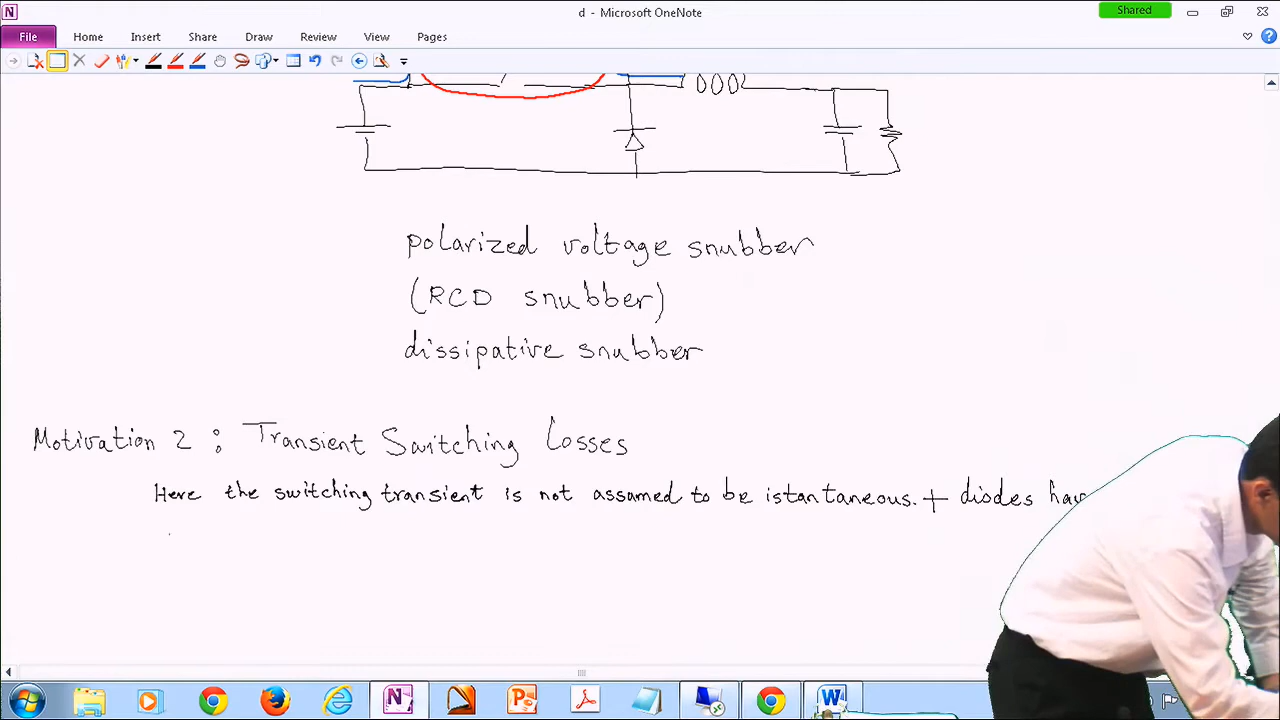 d - Microsoft OneNote
Shared
File Home Insert Share Draw Review View Pages
polarized voltage snubber
(RCD snubber)
dissipative snubber
Motivation 2 : Transient Switching Losses
Here the switching transient is not assumed to be istantaneous. + diodes hav